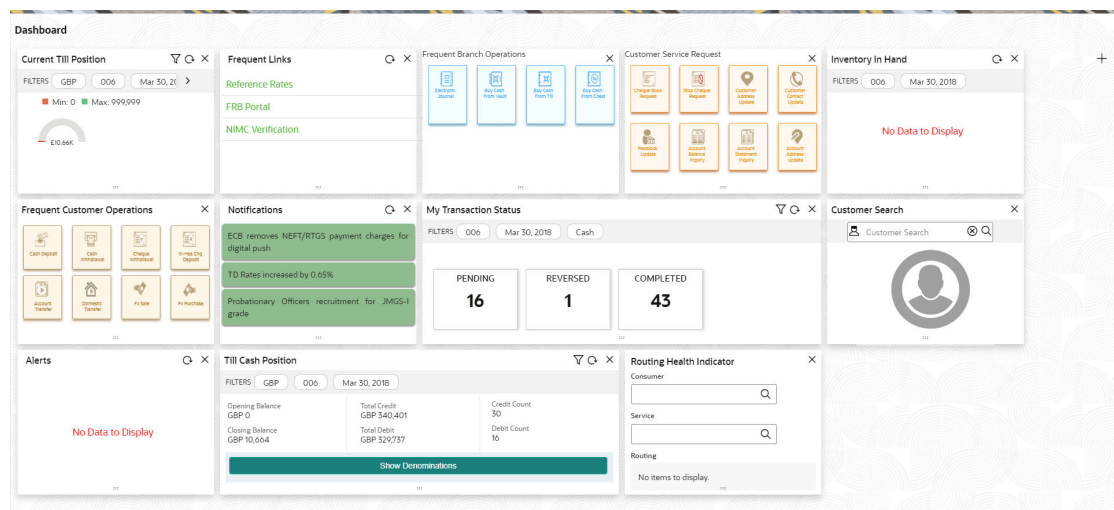 Dashboard
Current Till Position
FILTERS GBP 006 Mar 30, 20
Min: 0 Max: 999,999
£10.66K
Frequent Links
Reference Rates
FRB Portal
NIMC Verification
Frequent Branch Operations
Electronic Journal
Buy Cash From Vault
Buy Cash From Till
Buy Cash From Chest
Customer Service Request
Cheque Book Request
Stop Cheque Request
Customer Address Update
Customer Contact Update
Feedback Update
Account Balance Inquiry
Account Statement Inquiry
Account Address Update
Inventory In Hand
FILTERS 006 Mar 30, 2018
No Data to Display
Frequent Customer Operations
Cash Deposit
Cash Withdrawal
Cheque Withdrawal
In-Hse Chq Deposit
Account Transfer
Domestic Transfer
Fx Sale
Fx Purchase
Notifications
ECB removes NEFT/RTGS payment charges for
digital push
TD Rates increased by 0.65%
Probationary Officers recruitment for JMGS-I
grade
My Transaction Status
FILTERS 006 Mar 30, 2018 Cash
PENDING REVERSED COMPLETED
16 1 43
Customer Search
Customer Search
Alerts
No Data to Display
Till Cash Position
FILTERS GBP 006 Mar 30, 2018
Opening Balance Total Credit Credit Count
GBP 0 GBP 340,401 30
Closing Balance Total Debit Debit Count
GBP 10,664 GBP 329,737 16
Show Denominations
Routing Health Indicator
Consumer
Service
Routing
No items to display.